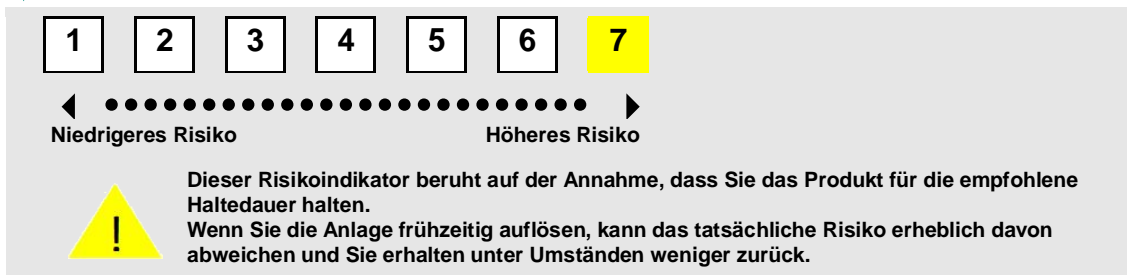 1 2 3 4 5 6 7
Niedrigeres Risiko Höheres Risiko
Dieser Risikoindikator beruht auf der Annahme, dass Sie das Produkt für die empfohlene
Haltedauer halten.
Wenn Sie die Anlage frühzeitig auflösen, kann das tatsächliche Risiko erheblich davon
abweichen und Sie erhalten unter Umständen weniger zurück.
!